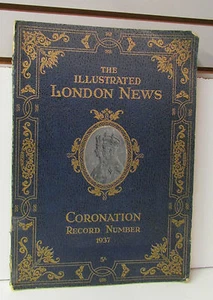 THE
ILLUSTRATED
LONDON NEWS
CORONATION
RECORD NUMBER
1937